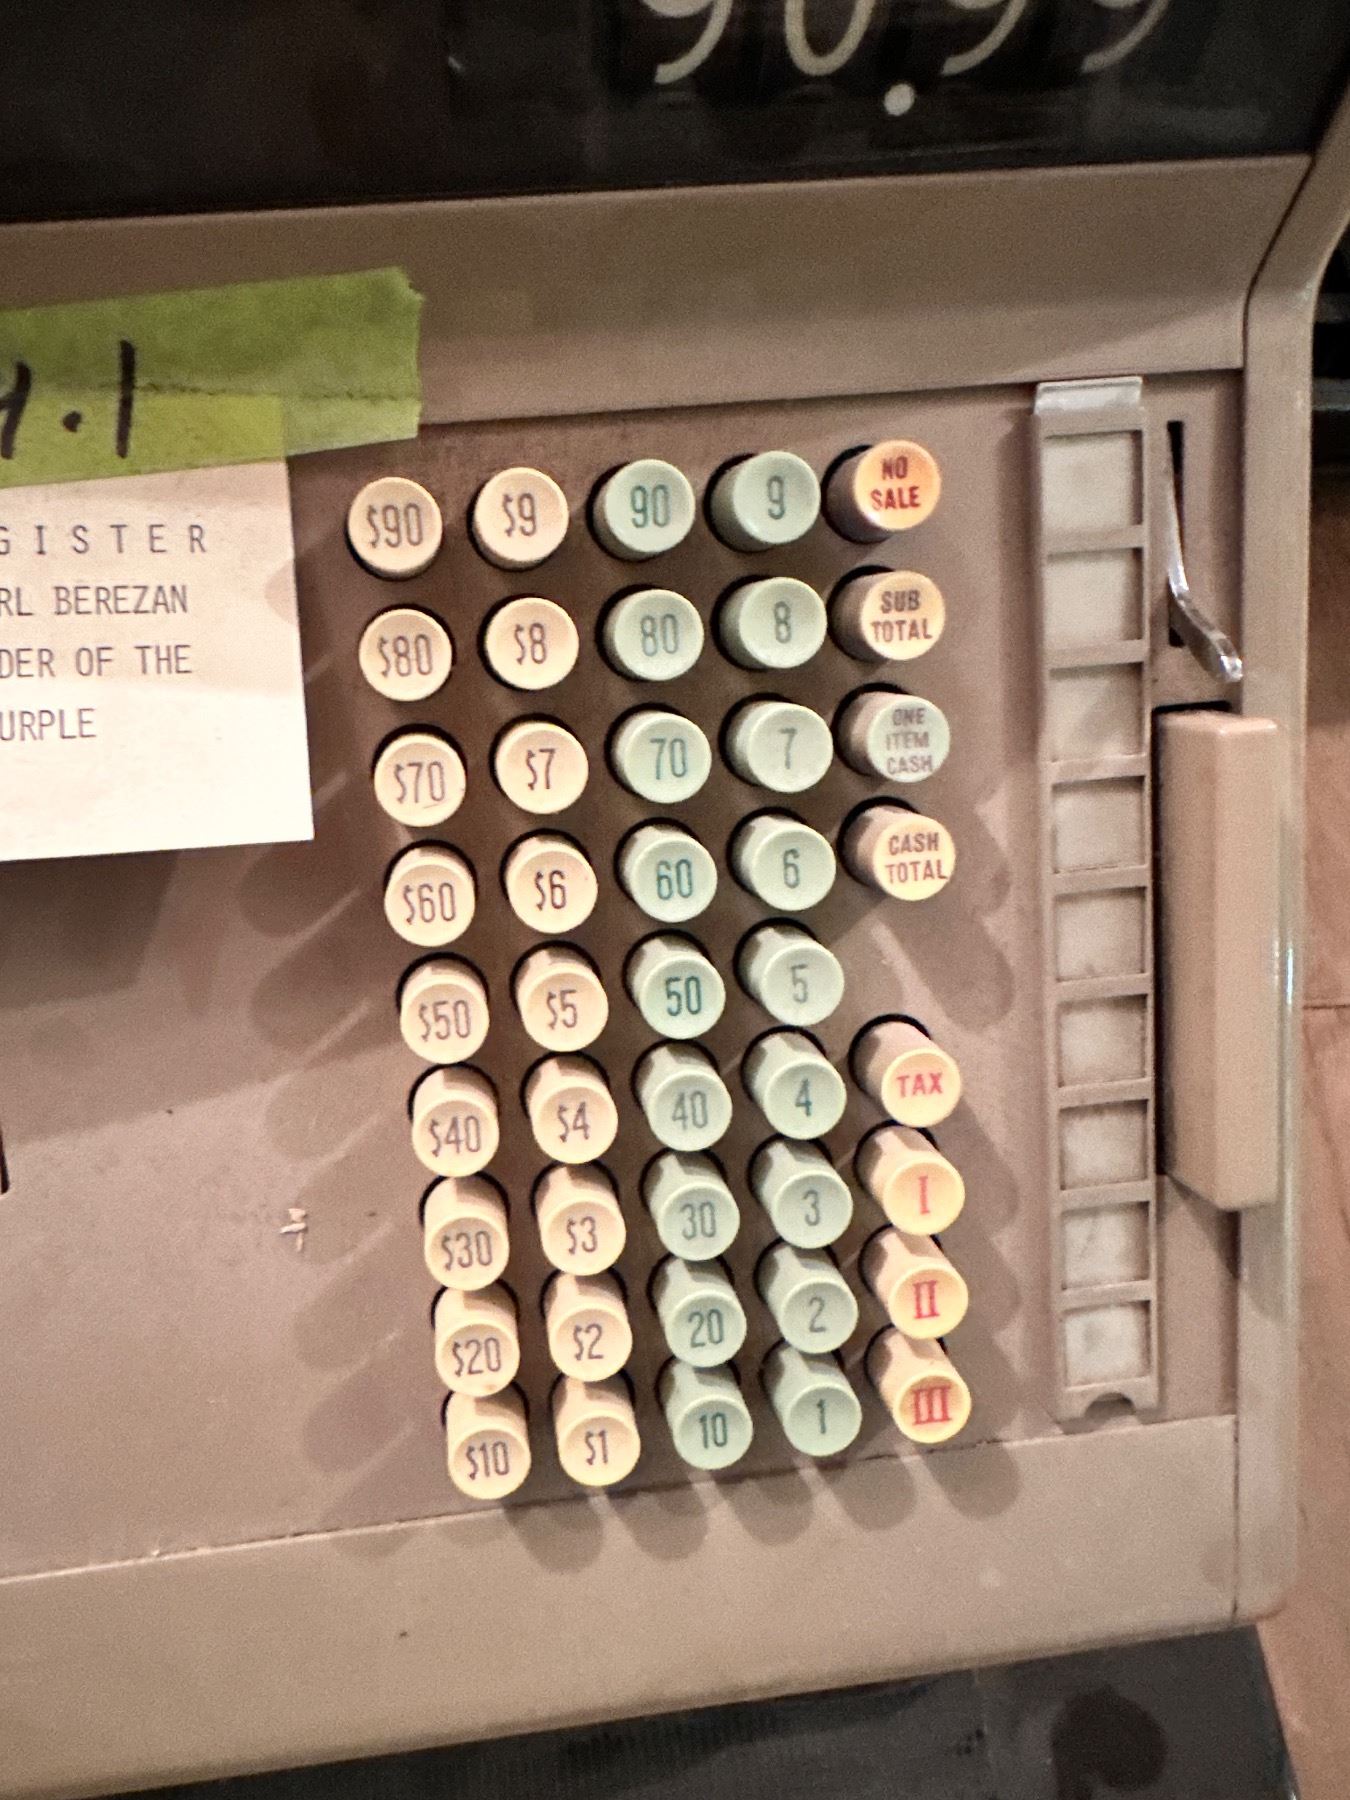 90.99
4.1
GISTER
RL BEREZAN
DER OF THE
URPLE
$90 $9 90 9 NO SALE
$80 $8 80 8 SUB TOTAL
$70 $7 70 7 ONE ITEM CASH
$60 $6 60 6 CASH TOTAL
$50 $5 50 5
$40 $4 40 4 TAX
$30 $3 30 3 I
$20 $2 20 2 II
$10 $1 10 1 III